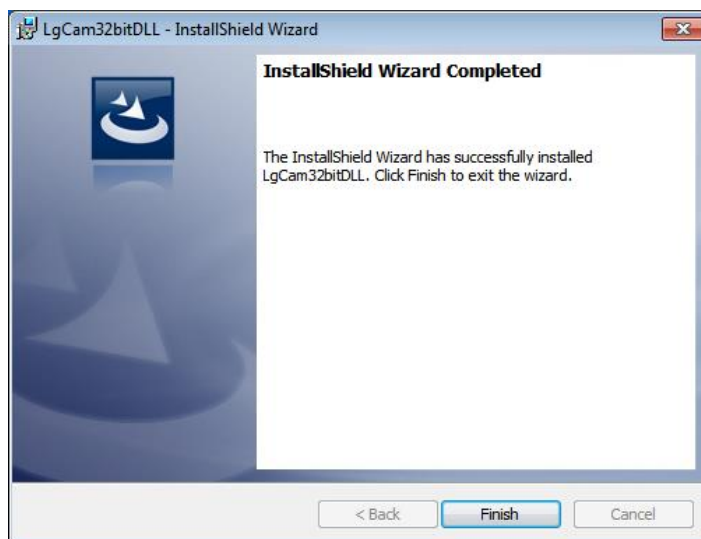 LgCam32bitDLL - InstallShield Wizard
InstallShield Wizard Completed
The InstallShield Wizard has successfully installed
LgCam32bitDLL. Click Finish to exit the wizard.
< Back
Finish
Cancel